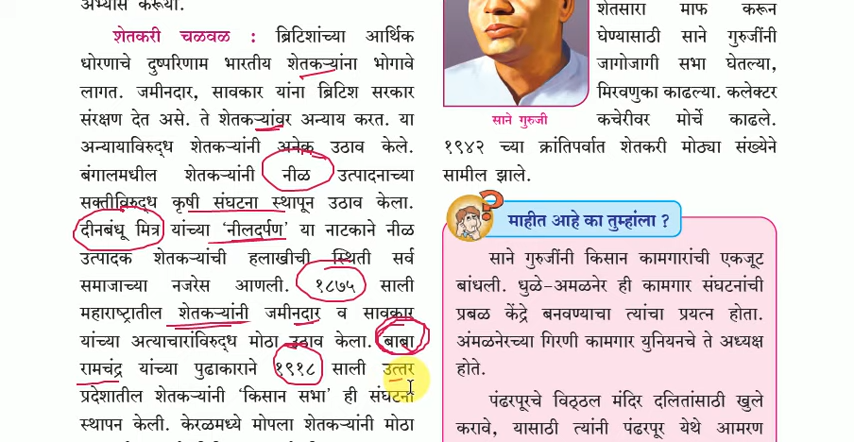 अभ्यास करूया.
शेतकरी चळवळ : ब्रिटिशांच्या आर्थिक
धोरणाचे दुष्परिणाम भारतीय शेतकऱ्यांना भोगावे
लागत. जमीनदार, सावकार यांना ब्रिटिश सरकार
संरक्षण देत असे. ते शेतकऱ्यांवर अन्याय करत. या
अन्यायाविरुद्ध शेतकऱ्यांनी अनेक उठाव केले.
बंगालमधील शेतकऱ्यांनी नीळ उत्पादनाच्या
सक्तीविरुद्ध कृषी संघटना स्थापून उठाव केला.
दीनबंधू मित्र यांच्या ‘नीलदर्पण’ या नाटकाने नीळ
उत्पादक शेतकऱ्यांची हलाखीची स्थिती सर्व
समाजाच्या नजरेस आणली. १८७५ साली
महाराष्ट्रातील शेतकऱ्यांनी जमीनदार व सावकार
यांच्या अत्याचारांविरुद्ध मोठा उठाव केला. बाबा
रामचंद्र यांच्या पुढाकाराने १९१८ साली उत्तर
प्रदेशातील शेतकऱ्यांनी ‘किसान सभा’ ही संघटना
स्थापन केली. केरळमध्ये मोपला शेतकऱ्यांनी मोठा
साने गुरुजी
शेतसारा माफ करून
घेण्यासाठी साने गुरुजींनी
जागोजागी सभा घेतल्या,
मिरवणुका काढल्या. कलेक्टर
कचेरीवर मोर्चे काढले.
१९४२ च्या क्रांतिपर्वात शेतकरी मोठ्या संख्येने
सामील झाले.
माहीत आहे का तुम्हांला ?
साने गुरुजींनी किसान कामगारांची एकजूट
बांधली. धुळे-अमळनेर ही कामगार संघटनांची
प्रबळ केंद्रे बनवण्याचा त्यांचा प्रयत्न होता.
अंमळनेरच्या गिरणी कामगार युनियनचे ते अध्यक्ष
होते.
पंढरपूरचे विठ्ठल मंदिर दलितांसाठी खुले
करावे, यासाठी त्यांनी पंढरपूर येथे आमरण